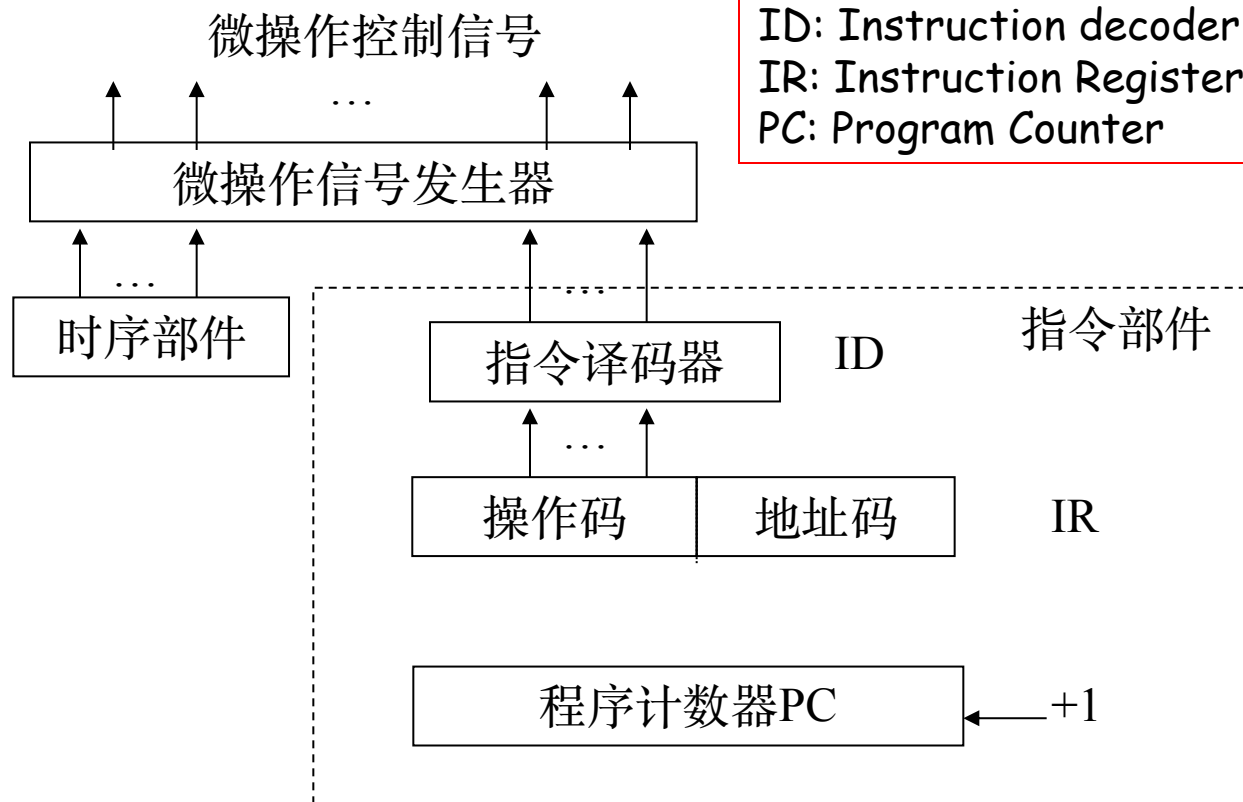 微操作控制信号
ID: Instruction decoder
IR: Instruction Register
PC: Program Counter
…
微操作信号发生器
…
…
时序部件
指令部件
指令译码器
ID
…
操作码
地址码
IR
程序计数器PC
+1